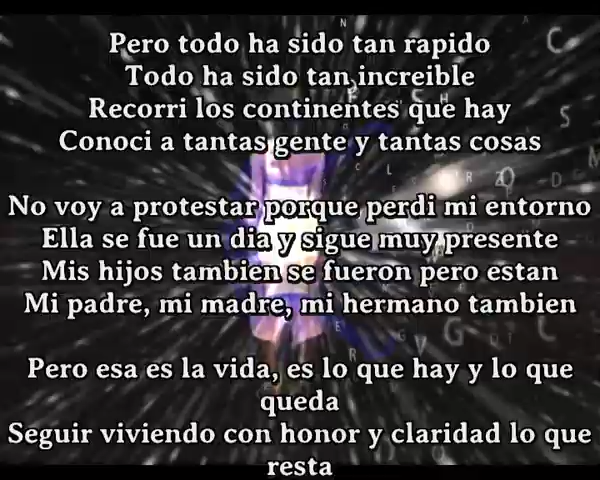 Pero todo ha sido tan rapido
Todo ha sido tan increible
Recorri los continentes que hay
Conoci a tantas gente y tantas cosas
No voy a protestar porque perdi mi entorno
Ella se fue un dia y sigue muy presente
Mis hijos tambien se fueron pero estan
Mi padre, mi madre, mi hermano tambien
Pero esa es la vida, es lo que hay y lo que
queda
Seguir viviendo con honor y claridad lo que
resta